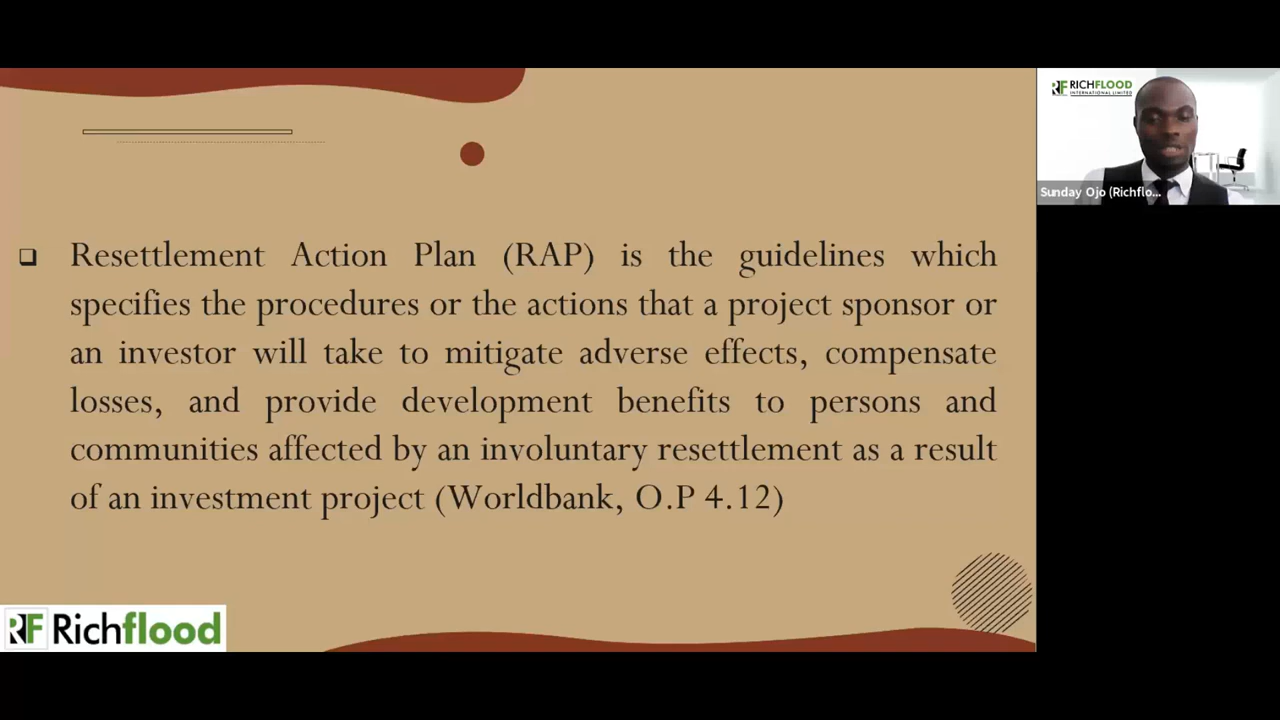 Resettlement Action Plan (RAP) is the guidelines which
specifies the procedures or the actions that a project sponsor or
an investor will take to mitigate adverse effects, compensate
losses, and provide development benefits to persons and
communities affected by an involuntary resettlement as a result
of an investment project (Worldbank, O.P 4.12)
RF Richflood
RF RICHFLOOD
INTERNATIONAL LIMITED
Sunday Ojo (Richflo...